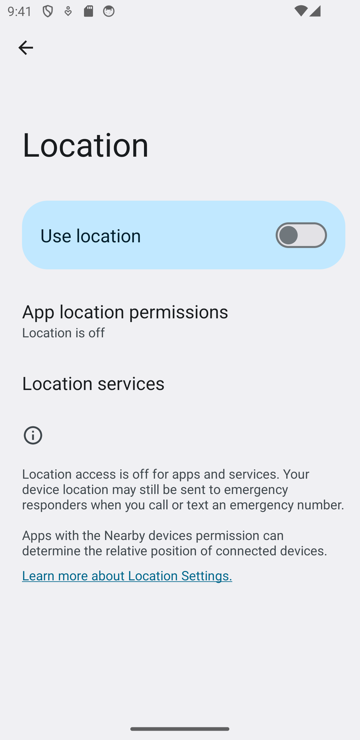 9:41
Location
Use location
App location permissions
Location is off
Location services
Location access is off for apps and services. Your
device location may still be sent to emergency
responders when you call or text an emergency number.
Apps with the Nearby devices permission can
determine the relative position of connected devices.
Learn more about Location Settings.